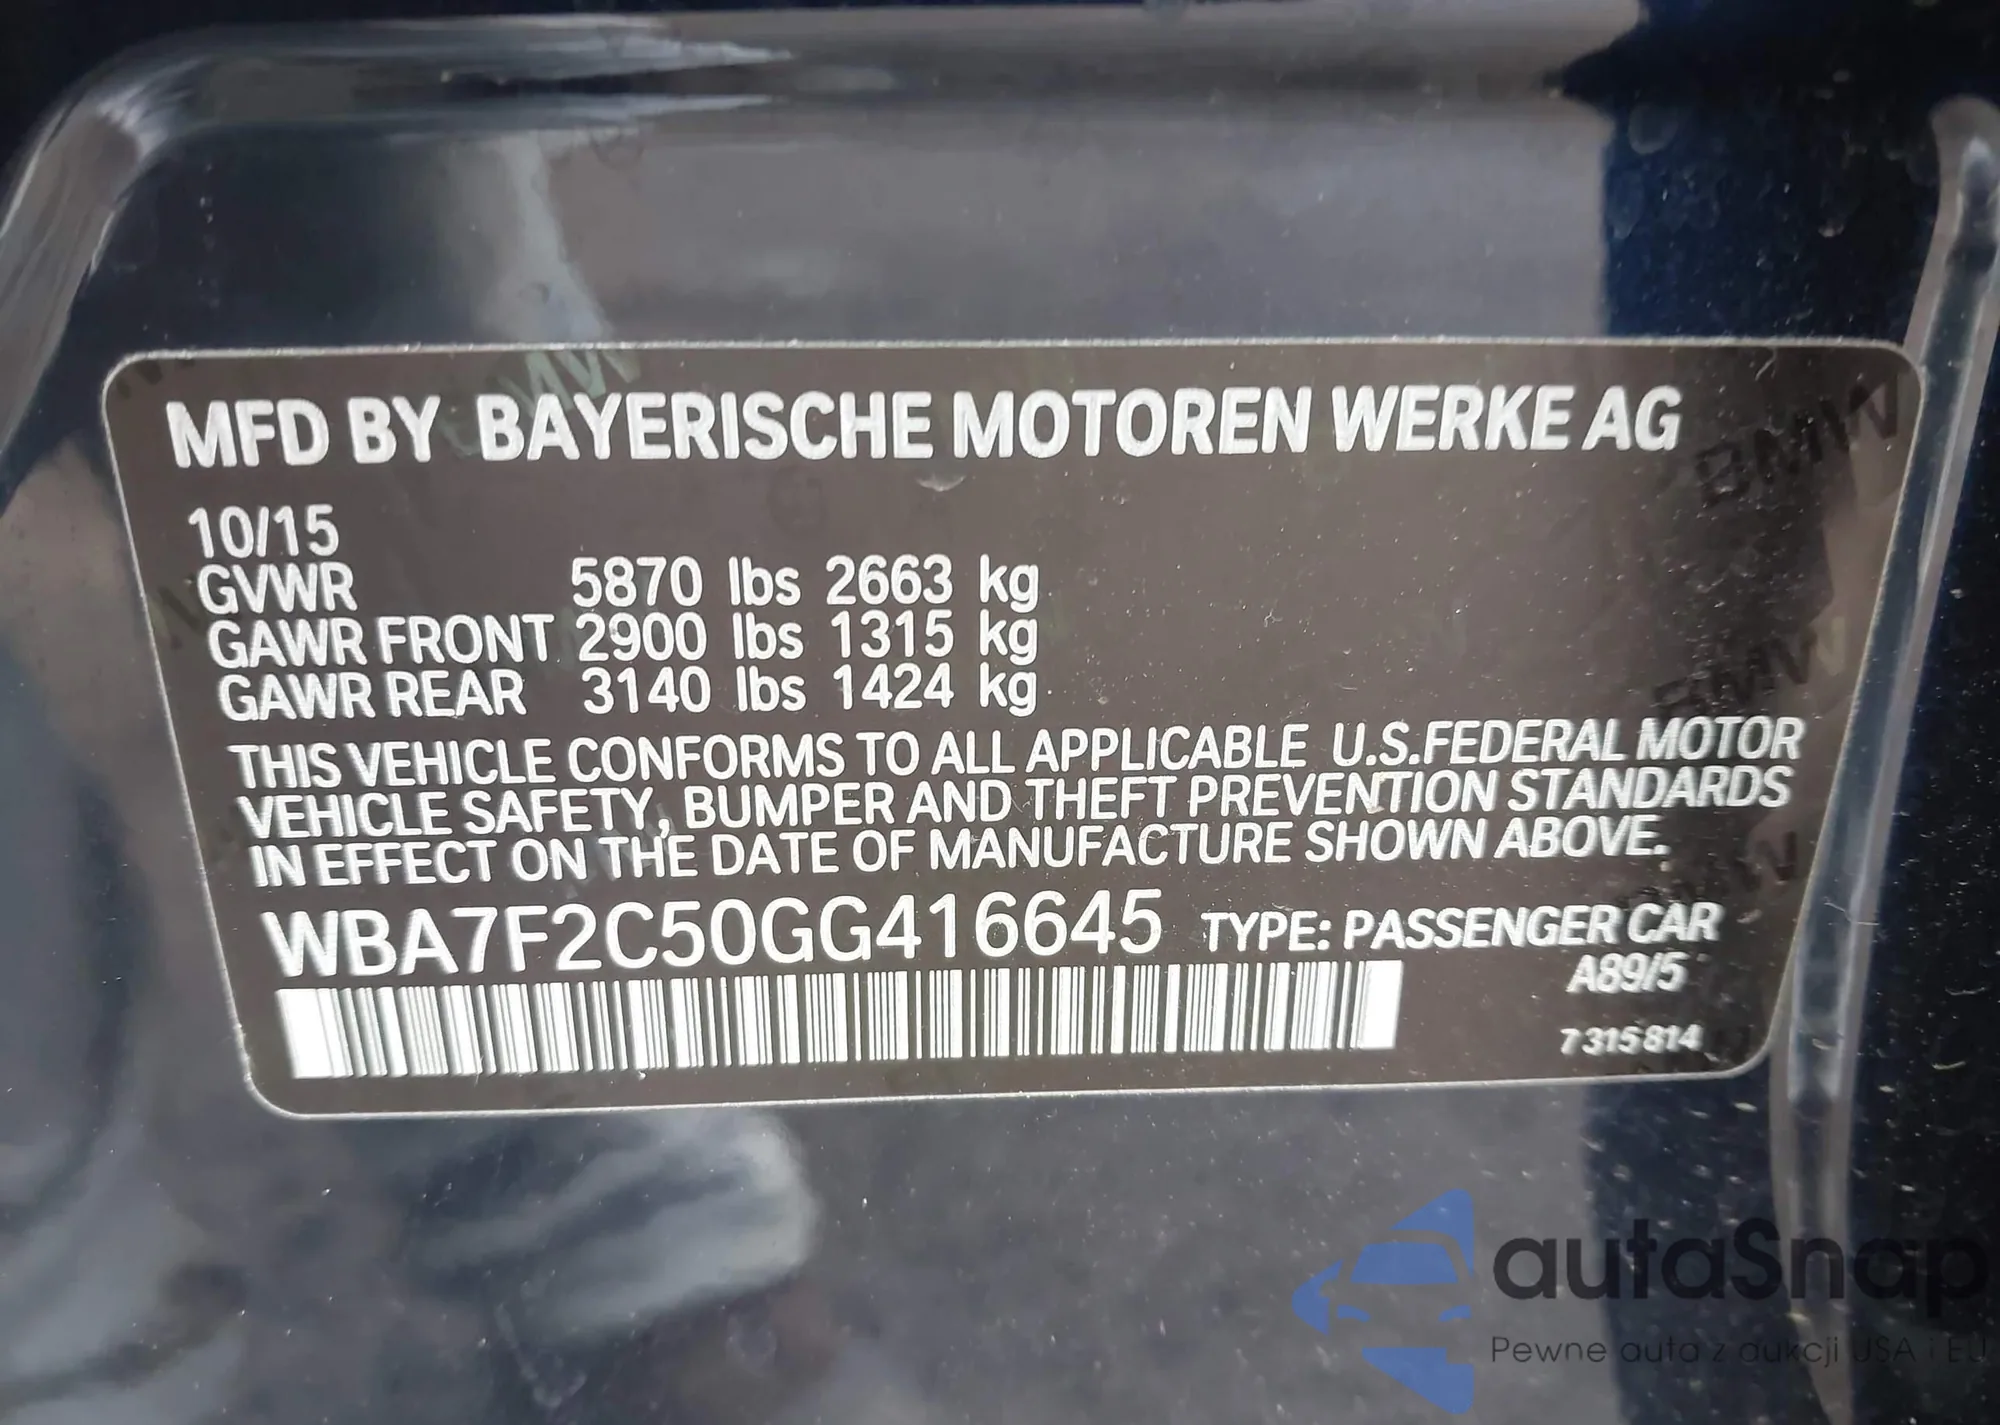 MFD BY BAYERISCHE MOTOREN WERKE AG
10/15
GVWR 5870 lbs 2663 kg
GAWR FRONT 2900 lbs 1315 kg
GAWR REAR 3140 lbs 1424 kg
THIS VEHICLE CONFORMS TO ALL APPLICABLE U.S.FEDERAL MOTOR
VEHICLE SAFETY, BUMPER AND THEFT PREVENTION STANDARDS
IN EFFECT ON THE DATE OF MANUFACTURE SHOWN ABOVE.
WBA7F2C50GG416645 TYPE: PASSENGER CAR
A89/5
7 315 814
BMW
BMW
autaSnap
Pewne auta z aukcji USA i EU